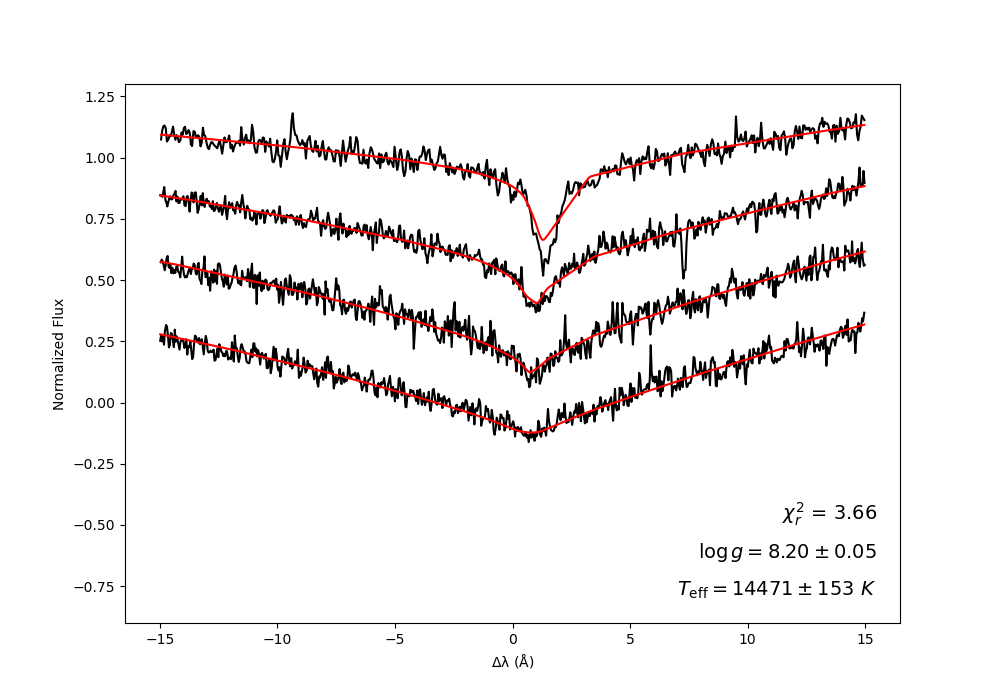 1.25
1.00
0.75
0.50
0.25
0.00
−0.25
−0.50
−0.75
Normalized Flux
χ²ᵣ = 3.66
log g = 8.20 ± 0.05
T_eff = 14471 ± 153 K
−15 −10 −5 0 5 10 15
Δλ (Å)